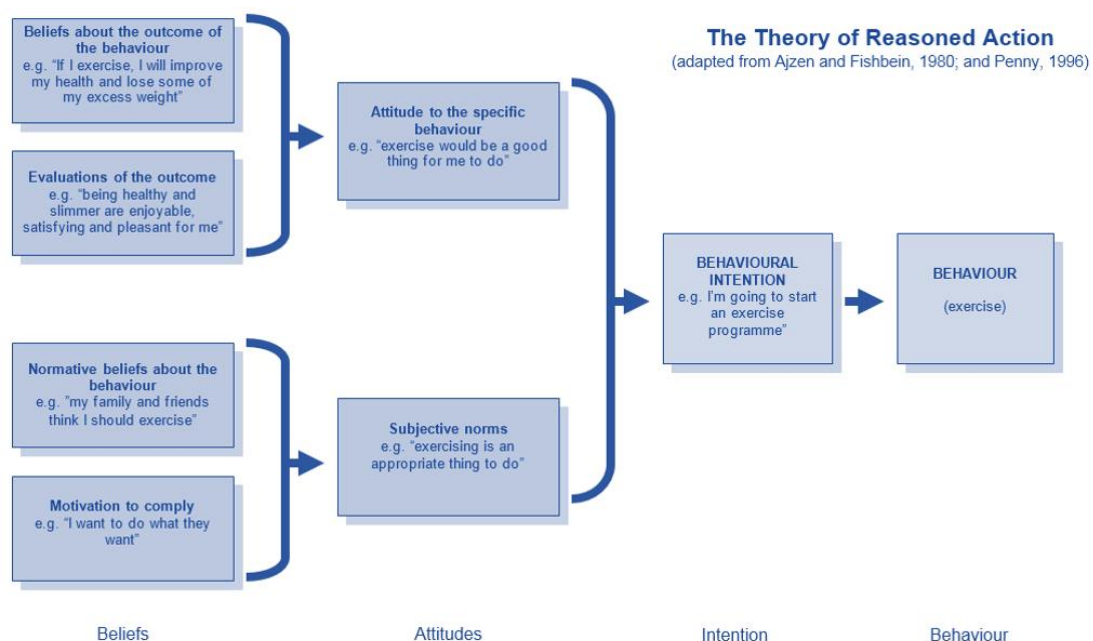 The Theory of Reasoned Action
(adapted from Ajzen and Fishbein, 1980; and Penny, 1996)
Beliefs about the outcome of
the behaviour
e.g. “If I exercise, I will improve
my health and lose some of
my excess weight”
Evaluations of the outcome
e.g. “being healthy and
slimmer are enjoyable,
satisfying and pleasant for me”
Normative beliefs about the
behaviour
e.g. ”my family and friends
think I should exercise”
Motivation to comply
e.g. “I want to do what they
want”
Attitude to the specific
behaviour
e.g. “exercise would be a good
thing for me to do”
Subjective norms
e.g. “exercising is an
appropriate thing to do”
BEHAVIOURAL
INTENTION
e.g. I’m going to start
an exercise
programme”
BEHAVIOUR
(exercise)
Beliefs
Attitudes
Intention
Behaviour